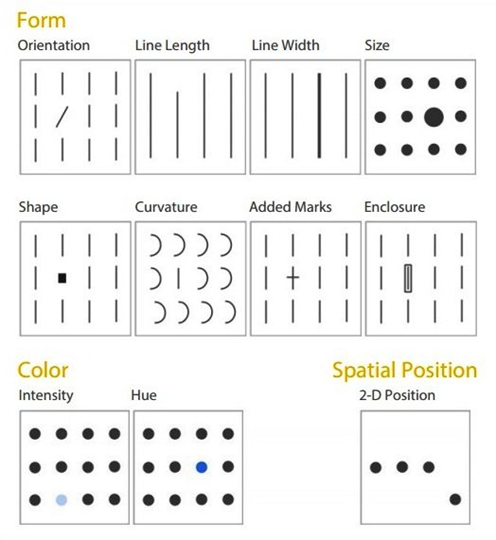 Form
Orientation
Line Length
Line Width
Size
Shape
Curvature
Added Marks
Enclosure
Color
Intensity
Hue
Spatial Position
2-D Position